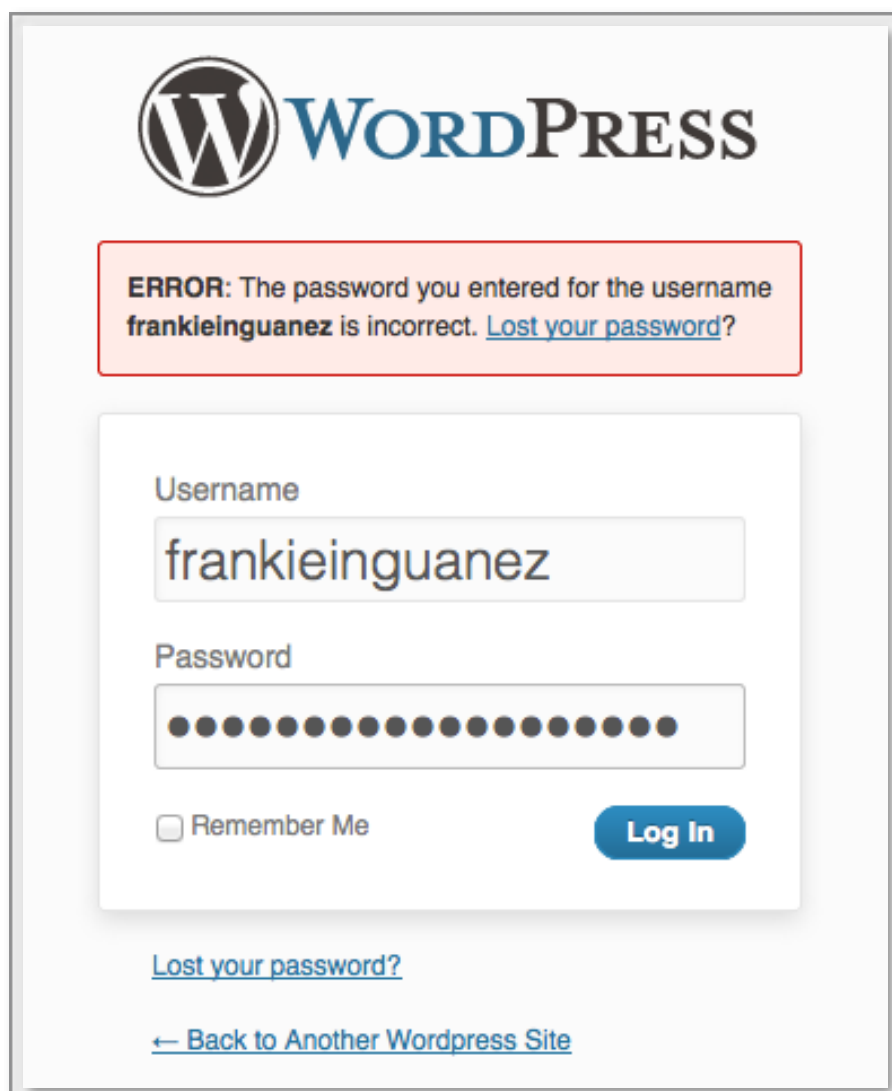 WORDPRESS
ERROR: The password you entered for the username
frankieinguanez is incorrect. Lost your password?
Username
frankieinguanez
Password
●●●●●●●●●●●●●●●●●●●
Remember Me
Log In
Lost your password?
← Back to Another Wordpress Site